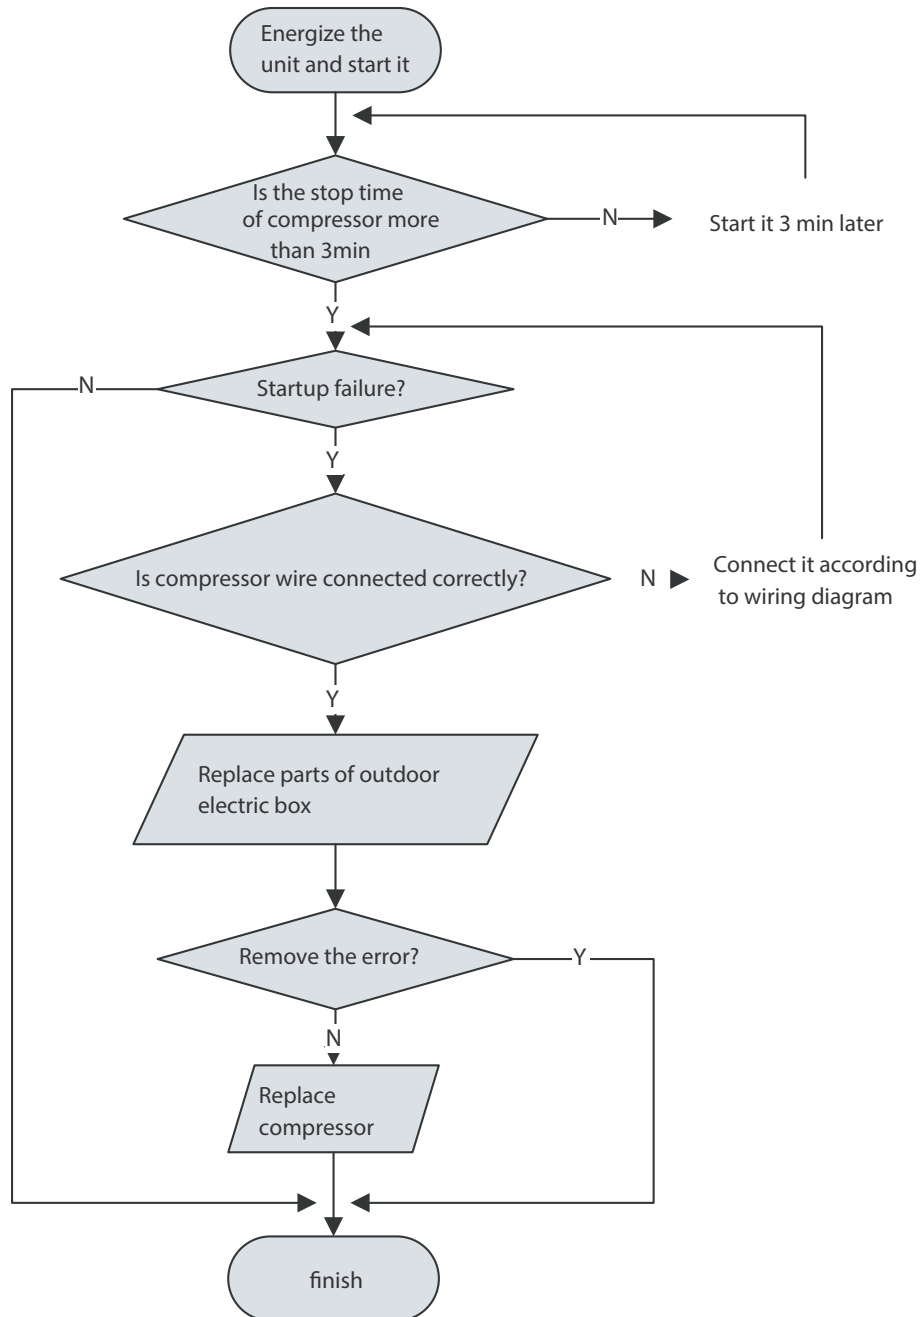 Energize the
unit and start it
Is the stop time
of compressor more
than 3min
N
Start it 3 min later
Y
N
Startup failure?
Y
Is compressor wire connected correctly?
N
Connect it according
to wiring diagram
Y
Replace parts of outdoor
electric box
Remove the error?
Y
N
Replace
compressor
finish